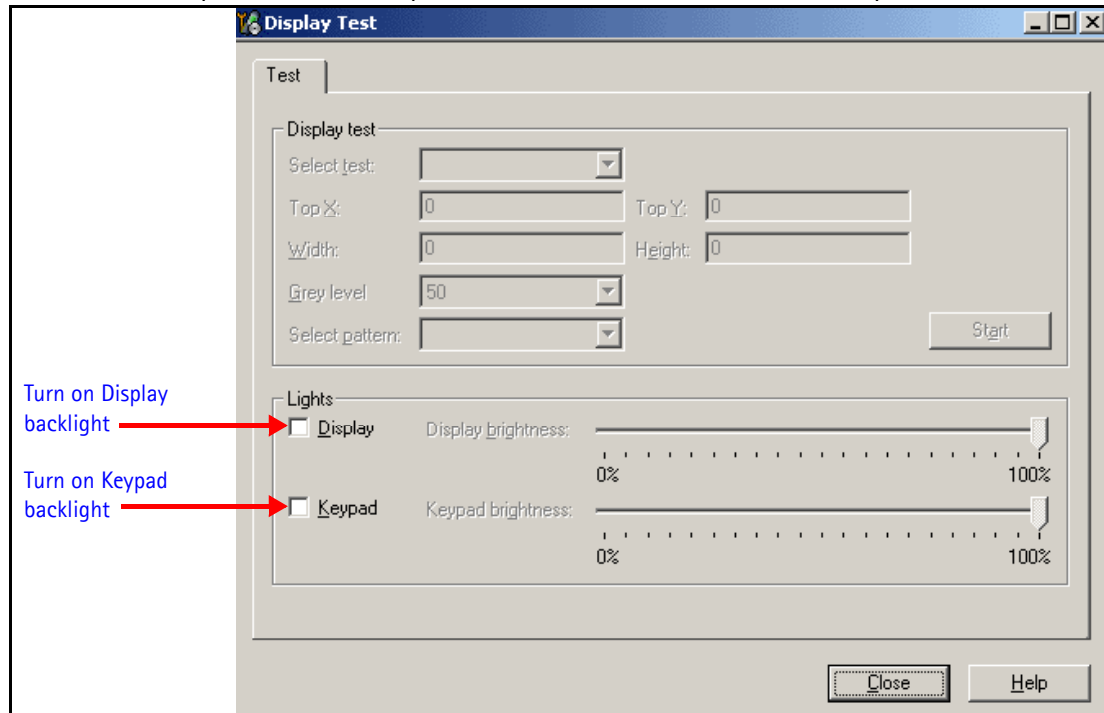 Display Test
Test
Display test
Select test:
Top X: 0 Top Y: 0
Width: 0 Height: 0
Grey level 50
Select pattern:
Start
Turn on Display
backlight
Lights
Display Display brightness:
0% 100%
Turn on Keypad
backlight
Keypad Keypad brightness:
0% 100%
Close Help